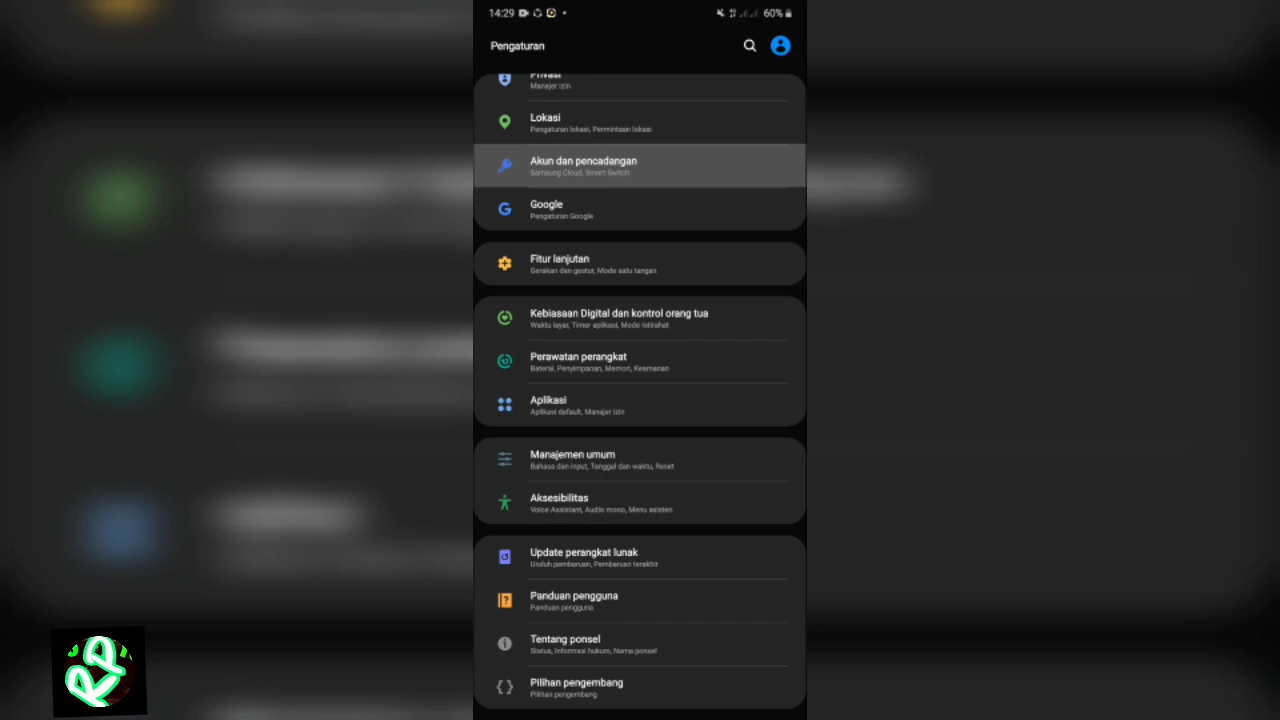 14:29
60%
Pengaturan
Privasi
Manajer izin
Lokasi
Pengaturan lokasi, Permintaan lokasi
Akun dan pencadangan
Samsung Cloud, Smart Switch
Google
Pengaturan Google
Fitur lanjutan
Gerakan dan gestur, Mode satu tangan
Kebiasaan Digital dan kontrol orang tua
Waktu layar, Timer aplikasi, Mode istirahat
Perawatan perangkat
Baterai, Penyimpanan, Memori, Keamanan
Aplikasi
Aplikasi default, Manajer izin
Manajemen umum
Bahasa dan input, Tanggal dan waktu, Reset
Aksesibilitas
Voice Assistant, Audio mono, Menu asisten
Update perangkat lunak
Unduh pembaruan, Pembaruan terakhir
Panduan pengguna
Panduan pengguna
Tentang ponsel
Status, Informasi hukum, Nama ponsel
Pilihan pengembang
Pilihan pengembang